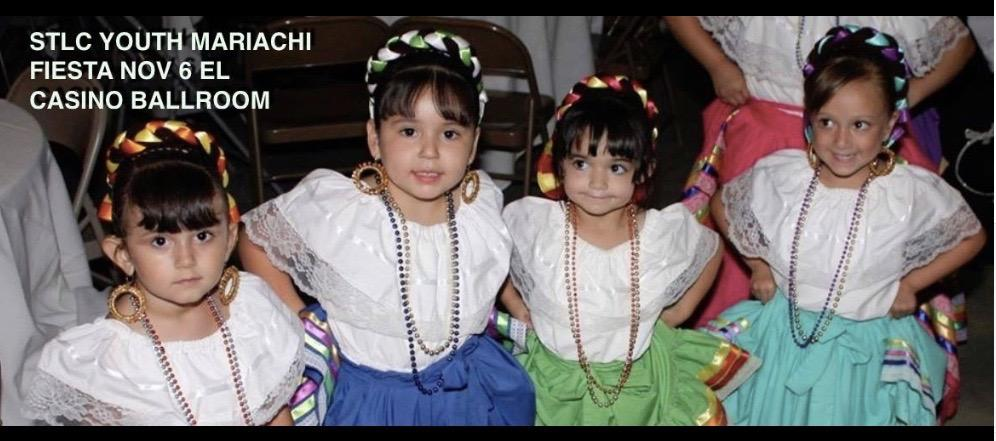 STLC YOUTH MARIACHI
FIESTA NOV 6 EL
CASINO BALLROOM